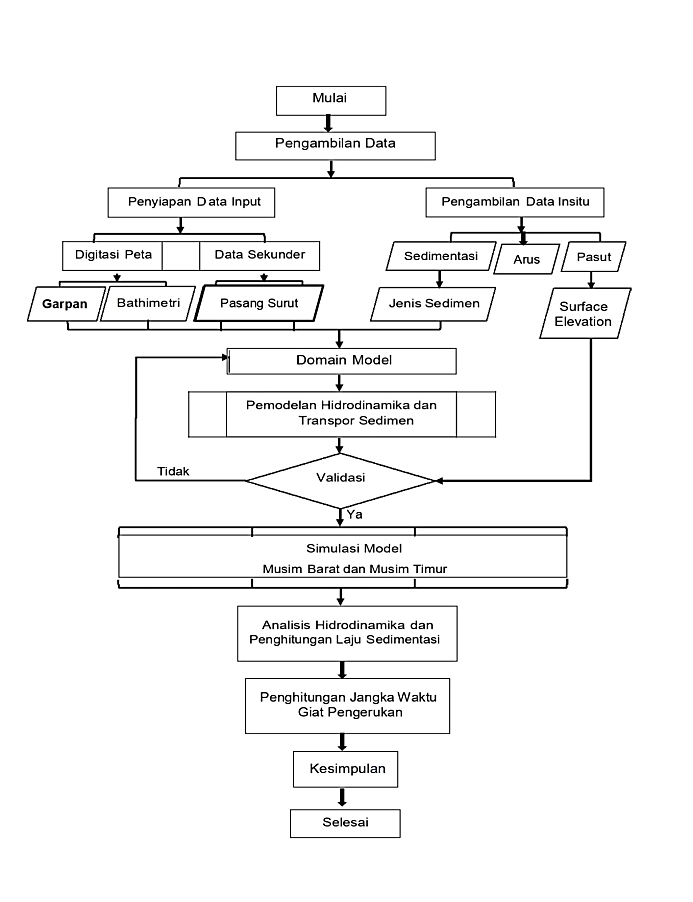 Mulai
Pengambilan Data
Penyiapan Data Input
Pengambilan Data Insitu
Digitasi Peta
Data Sekunder
Sedimentasi
Arus
Pasut
Garpan
Bathimetri
Pasang Surut
Jenis Sedimen
Surface
Elevation
Domain Model
Pemodelan Hidrodinamika dan
Transpor Sedimen
Tidak
Validasi
Ya
Simulasi Model
Musim Barat dan Musim Timur
Analisis Hidrodinamika dan
Penghitungan Laju Sedimentasi
Penghitungan Jangka Waktu
Giat Pengerukan
Kesimpulan
Selesai